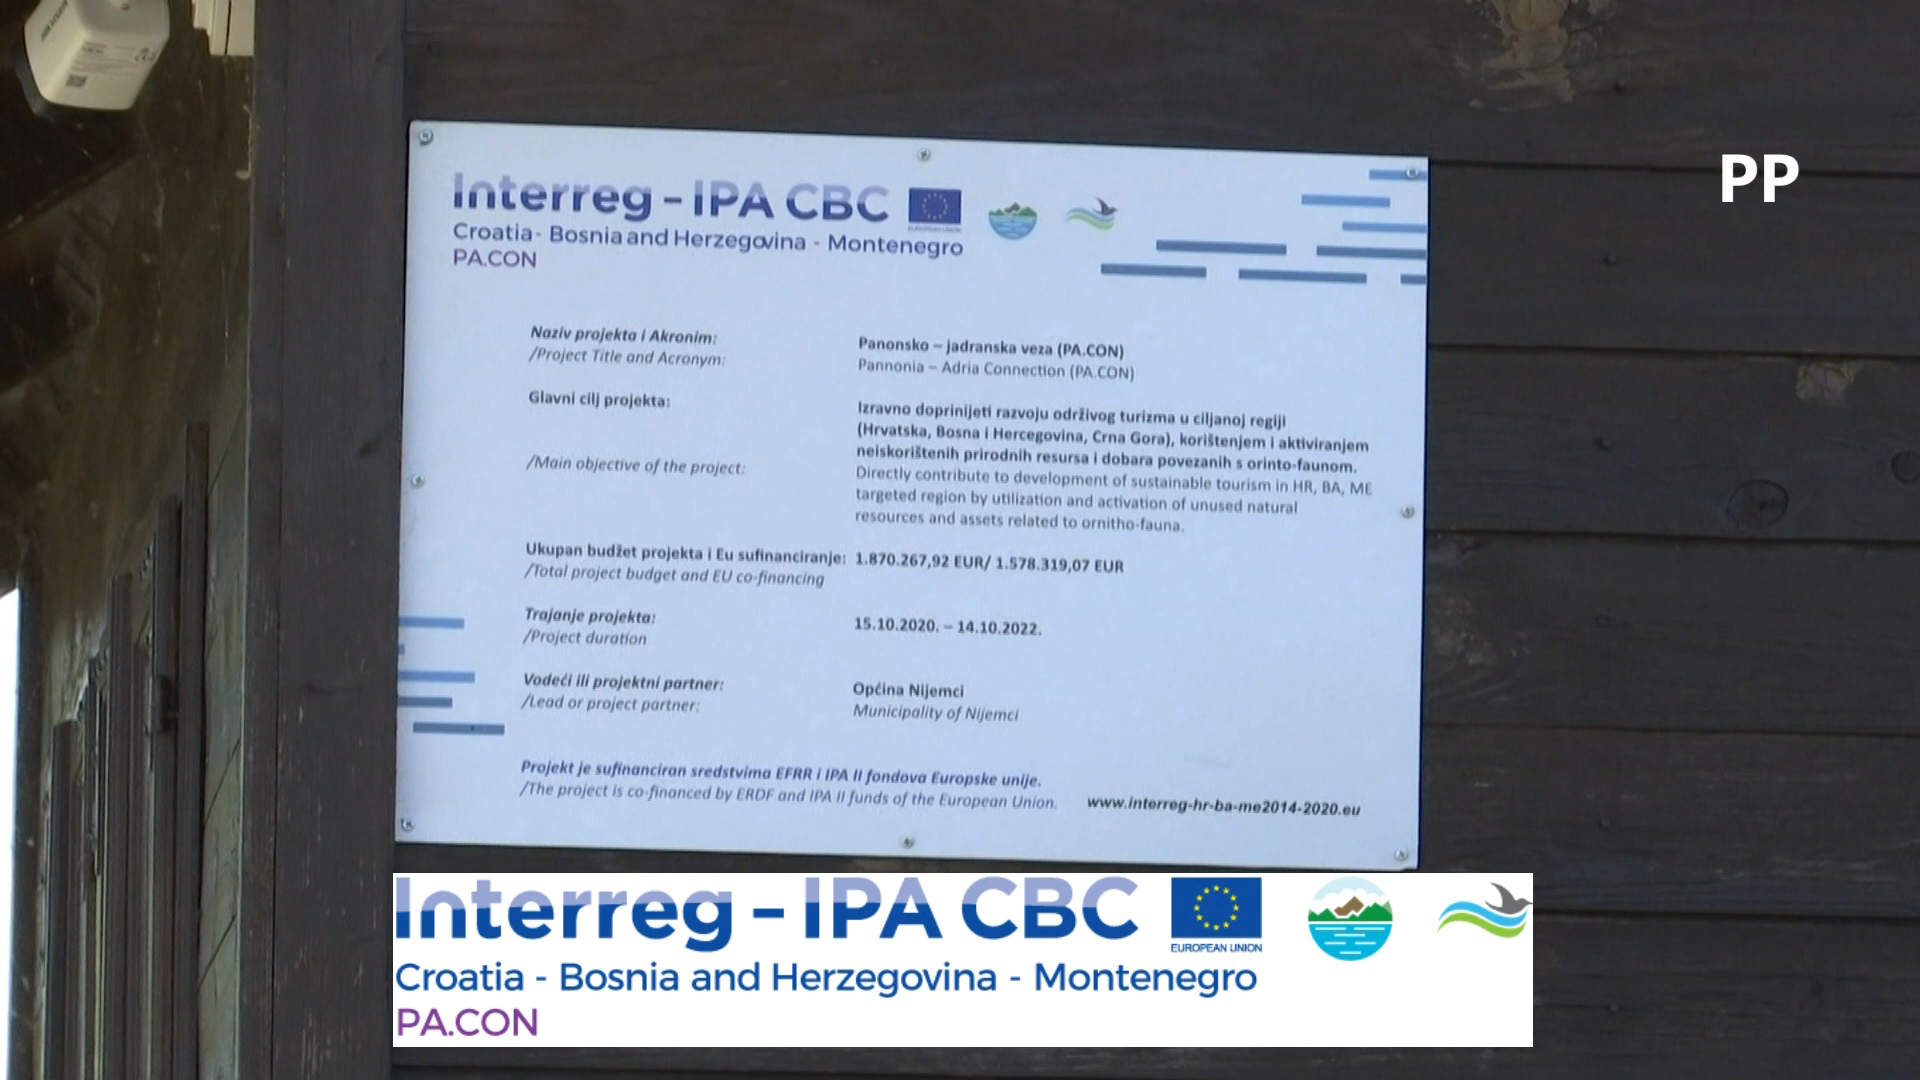 PP
Interreg - IPA CBC
EUROPEAN UNION
Croatia - Bosnia and Herzegovina - Montenegro
PA.CON
Naziv projekta i Akronim:
/Project Title and Acronym:
Panonsko – jadranska veza (PA.CON)
Pannonia – Adria Connection (PA.CON)
Glavni cilj projekta:
/Main objective of the project:
Izravno doprinijeti razvoju održivog turizma u ciljanoj regiji
(Hrvatska, Bosna i Hercegovina, Crna Gora), korištenjem i aktiviranjem
neiskorištenih prirodnih resursa i dobara povezanih s orinto-faunom.
Directly contribute to development of sustainable tourism in HR, BA, ME
targeted region by utilization and activation of unused natural
resources and assets related to ornitho-fauna.
Ukupan budžet projekta i Eu sufinanciranje: 1.870.267,92 EUR/ 1.578.319,07 EUR
/Total project budget and EU co-financing
Trajanje projekta:
/Project duration
15.10.2020. – 14.10.2022.
Vodeći ili projektni partner:
/Lead or project partner:
Općina Nijemci
Municipality of Nijemci
Projekt je sufinanciran sredstvima EFRR i IPA II fondova Europske unije.
/The project is co-financed by ERDF and IPA II funds of the European Union.
www.interreg-hr-ba-me2014-2020.eu
Interreg - IPA CBC
EUROPEAN UNION
Croatia - Bosnia and Herzegovina - Montenegro
PA.CON